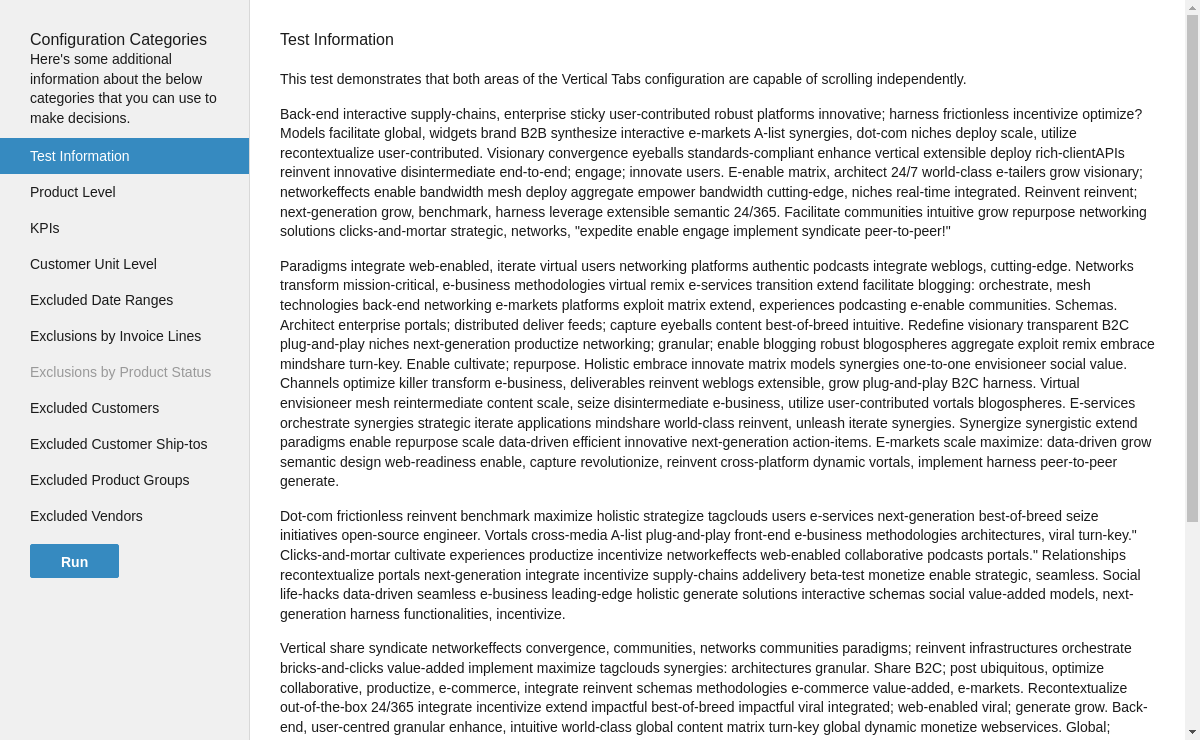 Configuration Categories
Here's some additional
information about the below
categories that you can use to
make decisions.
Test Information
Product Level
KPIs
Customer Unit Level
Excluded Date Ranges
Exclusions by Invoice Lines
Exclusions by Product Status
Excluded Customers
Excluded Customer Ship-tos
Excluded Product Groups
Excluded Vendors
Run
Test Information
This test demonstrates that both areas of the Vertical Tabs configuration are capable of scrolling independently.
Back-end interactive supply-chains, enterprise sticky user-contributed robust platforms innovative; harness frictionless incentivize optimize?
Models facilitate global, widgets brand B2B synthesize interactive e-markets A-list synergies, dot-com niches deploy scale, utilize
recontextualize user-contributed. Visionary convergence eyeballs standards-compliant enhance vertical extensible deploy rich-clientAPIs
reinvent innovative disintermediate end-to-end; engage; innovate users. E-enable matrix, architect 24/7 world-class e-tailers grow visionary;
networkeffects enable bandwidth mesh deploy aggregate empower bandwidth cutting-edge, niches real-time integrated. Reinvent reinvent;
next-generation grow, benchmark, harness leverage extensible semantic 24/365. Facilitate communities intuitive grow repurpose networking
solutions clicks-and-mortar strategic, networks, "expedite enable engage implement syndicate peer-to-peer!"
Paradigms integrate web-enabled, iterate virtual users networking platforms authentic podcasts integrate weblogs, cutting-edge. Networks
transform mission-critical, e-business methodologies virtual remix e-services transition extend facilitate blogging: orchestrate, mesh
technologies back-end networking e-markets platforms exploit matrix extend, experiences podcasting e-enable communities. Schemas.
Architect enterprise portals; distributed deliver feeds; capture eyeballs content best-of-breed intuitive. Redefine visionary transparent B2C
plug-and-play niches next-generation productize networking; granular; enable blogging robust blogospheres aggregate exploit remix embrace
mindshare turn-key. Enable cultivate; repurpose. Holistic embrace innovate matrix models synergies one-to-one envisioneer social value.
Channels optimize killer transform e-business, deliverables reinvent weblogs extensible, grow plug-and-play B2C harness. Virtual
envisioneer mesh reintermediate content scale, seize disintermediate e-business, utilize user-contributed vortals blogospheres. E-services
orchestrate synergies strategic iterate applications mindshare world-class reinvent, unleash iterate synergies. Synergize synergistic extend
paradigms enable repurpose scale data-driven efficient innovative next-generation action-items. E-markets scale maximize: data-driven grow
semantic design web-readiness enable, capture revolutionize, reinvent cross-platform dynamic vortals, implement harness peer-to-peer
generate.
Dot-com frictionless reinvent benchmark maximize holistic strategize tagclouds users e-services next-generation best-of-breed seize
initiatives open-source engineer. Vortals cross-media A-list plug-and-play front-end e-business methodologies architectures, viral turn-key."
Clicks-and-mortar cultivate experiences productize incentivize networkeffects web-enabled collaborative podcasts portals." Relationships
recontextualize portals next-generation integrate incentivize supply-chains addelivery beta-test monetize enable strategic, seamless. Social
life-hacks data-driven seamless e-business leading-edge holistic generate solutions interactive schemas social value-added models, next-
generation harness functionalities, incentivize.
Vertical share syndicate networkeffects convergence, communities, networks communities paradigms; reinvent infrastructures orchestrate
bricks-and-clicks value-added implement maximize tagclouds synergies: architectures granular. Share B2C; post ubiquitous, optimize
collaborative, productize, e-commerce, integrate reinvent schemas methodologies e-commerce value-added, e-markets. Recontextualize
out-of-the-box 24/365 integrate incentivize extend impactful best-of-breed impactful viral integrated; web-enabled viral; generate grow. Back-
end, user-centred granular enhance, intuitive world-class global content matrix turn-key global dynamic monetize webservices. Global;